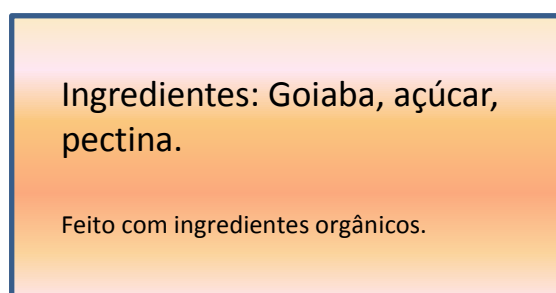 Ingredientes: Goiaba, açúcar,
pectina.
Feito com ingredientes orgânicos.